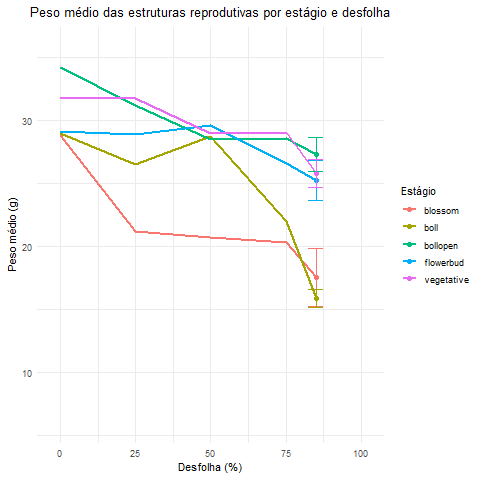 Peso médio das estruturas reprodutivas por estágio e desfolha
Peso médio (g)
30
20
10
0
25
50
75
100
Desfolha (%)
Estágio
blossom
boll
bollopen
flowerbud
vegetative